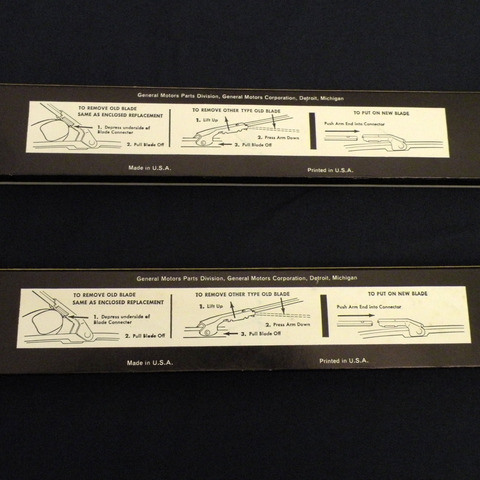 General Motors Parts Division, General Motors Corporation, Detroit, Michigan
TO REMOVE OLD BLADE
SAME AS ENCLOSED REPLACEMENT
1. Depress underside of
Blade Connector
2. Pull Blade Off
TO REMOVE OTHER TYPE OLD BLADE
1. Lift Up
2. Press Arm Down
3. Pull Blade Off
TO PUT ON NEW BLADE
Push Arm End into Connector
Made in U.S.A.
Printed in U.S.A.
General Motors Parts Division, General Motors Corporation, Detroit, Michigan
TO REMOVE OLD BLADE
SAME AS ENCLOSED REPLACEMENT
1. Depress underside of
Blade Connector
2. Pull Blade Off
TO REMOVE OTHER TYPE OLD BLADE
1. Lift Up
2. Press Arm Down
3. Pull Blade Off
TO PUT ON NEW BLADE
Push Arm End into Connector
Made in U.S.A.
Printed in U.S.A.